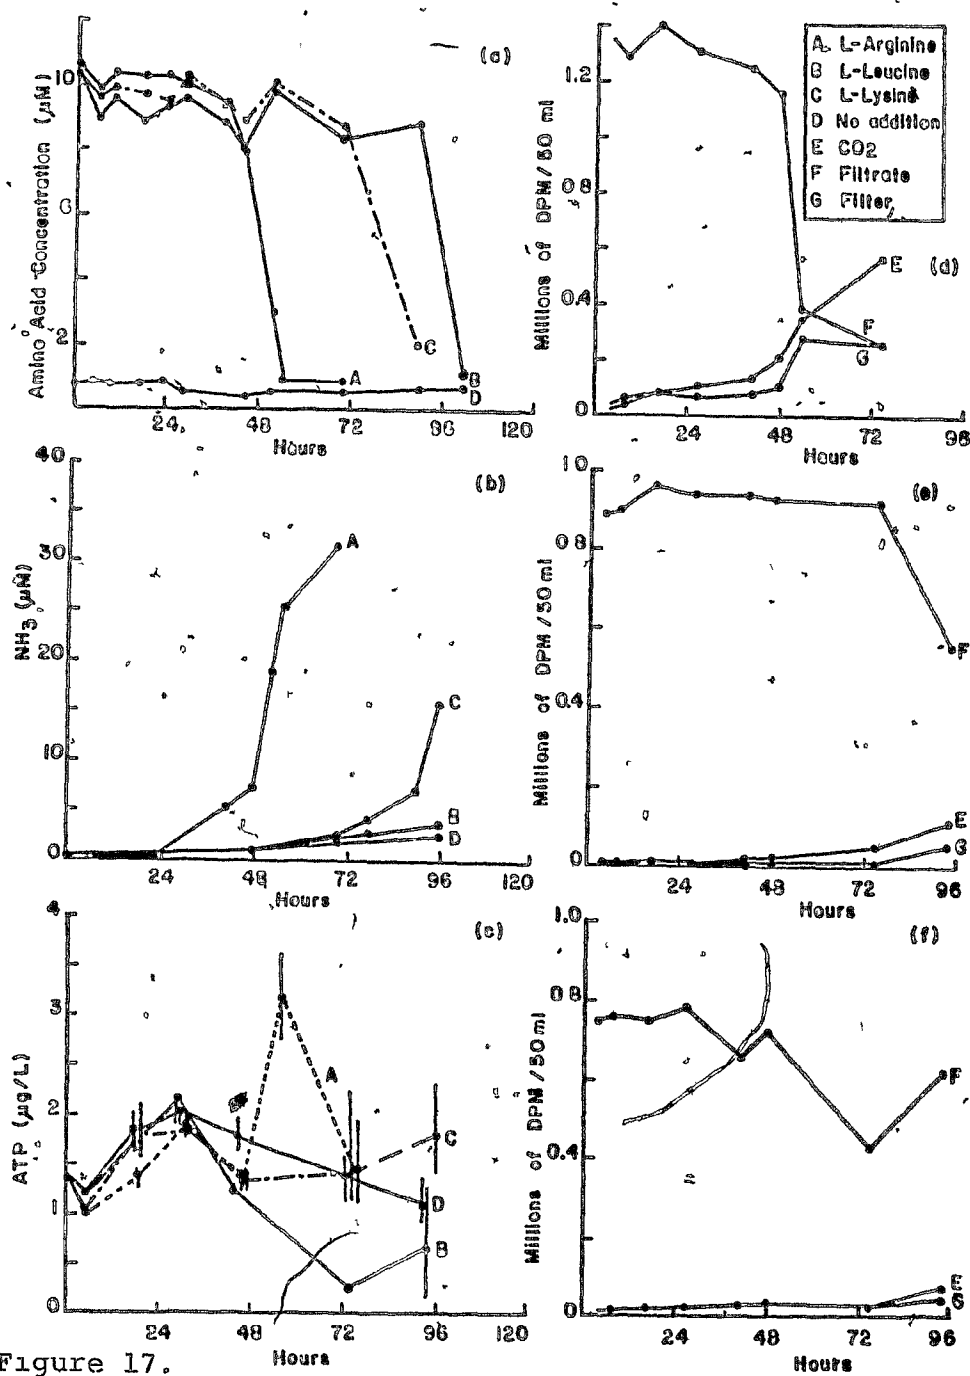 (a)
10
6
2
Amino Acid Concentration (μM)
A
C
B
D
24 48 72 96 120
Hours
(d)
1.2
0.8
0.4
0
Millions of DPM/50 ml
E
F
G
24 48 72 96
Hours
A L-Arginine
B L-Leucine
C L-Lysine
D No addition
E CO2
F Filtrate
G Filter
(b)
40
30
20
10
0
NH3 (μM)
A
C
B
D
24 48 72 96 120
Hours
(e)
1.0
0.8
0.4
0
Millions of DPM/50 ml
F
E
G
24 48 72 96
Hours
(c)
4
3
2
1
0
ATP (μg/L)
A
C
D
B
24 48 72 96 120
Hours
(f)
1.0
0.8
0.4
0
Millions of DPM/50 ml
F
E
G
24 48 72 96
Hours
Figure 17.